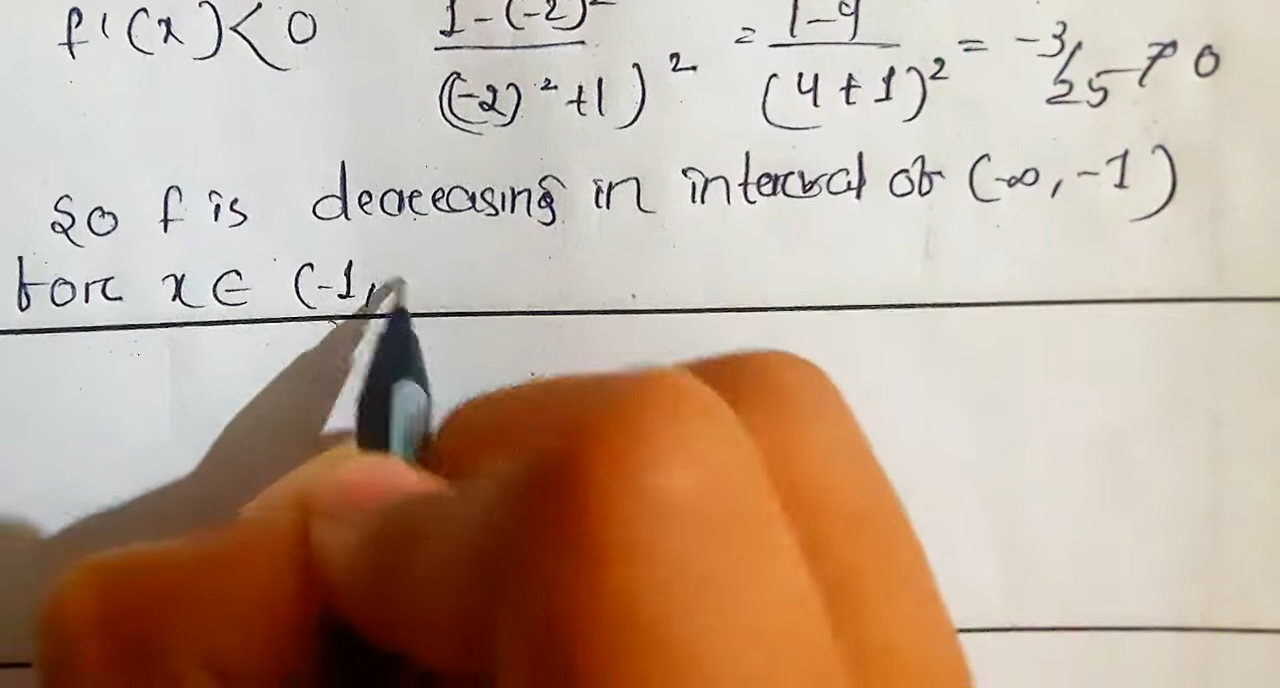 f'(x) < 0 1-(-2)² / ((-2)²+1)² = 1-4 / (4+1)² = -3/25 → 0
So f is decreasing in interval of (-∞, -1)
for x ∈ (-1,